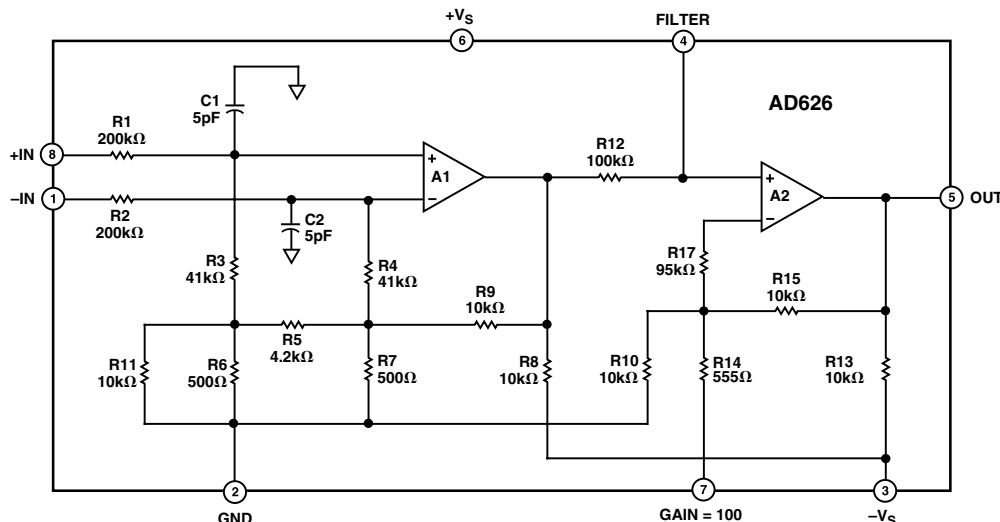 +VS
6
FILTER
4
AD626
C1
5pF
R1
200kΩ
+IN
8
–IN
1
R2
200kΩ
C2
5pF
+
A1
–
R12
100kΩ
+
A2
–
5
OUT
R3
41kΩ
R4
41kΩ
R17
95kΩ
R15
10kΩ
R9
10kΩ
R5
4.2kΩ
R11
10kΩ
R6
500Ω
R7
500Ω
R8
10kΩ
R10
10kΩ
R14
555Ω
R13
10kΩ
2
GND
7
GAIN = 100
3
–VS